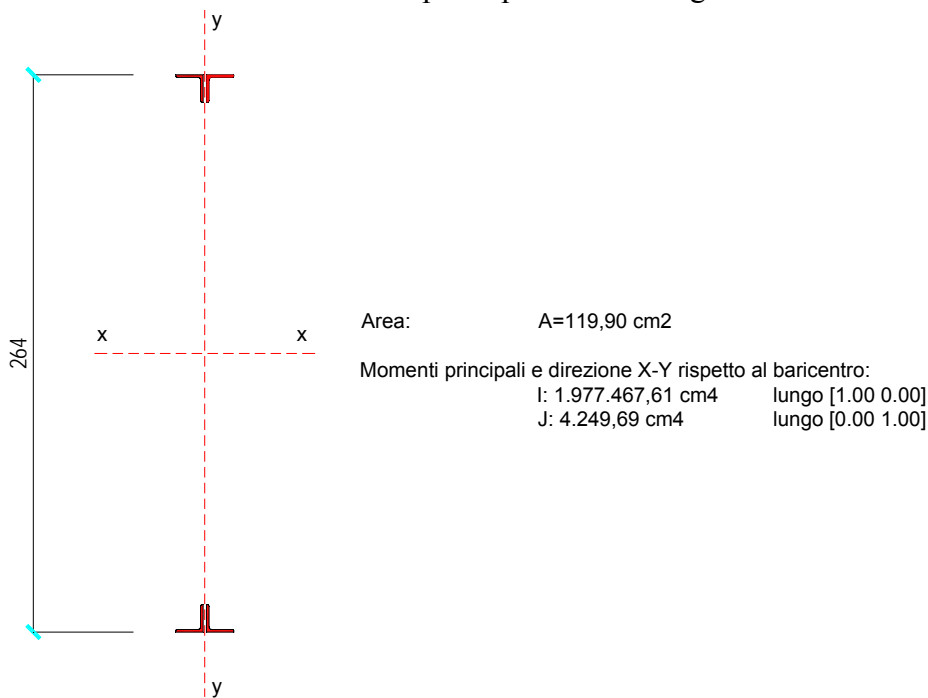 y
264
x
x
Area: A=119,90 cm2
Momenti principali e direzione X-Y rispetto al baricentro:
I: 1.977.467,61 cm4 lungo [1.00 0.00]
J: 4.249,69 cm4 lungo [0.00 1.00]
y